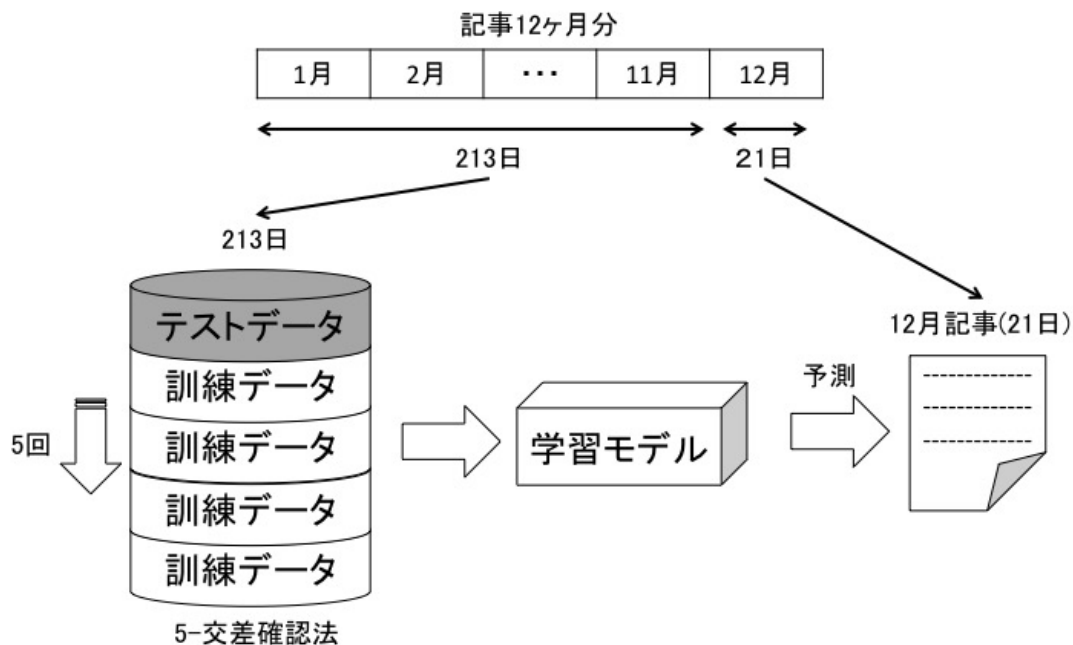 記事12ヶ月分
1月 2月 ・・・ 11月 12月
213日 21日
213日
テストデータ
訓練データ
訓練データ
訓練データ
訓練データ
5回
5-交差確認法
学習モデル
予測
12月記事(21日)